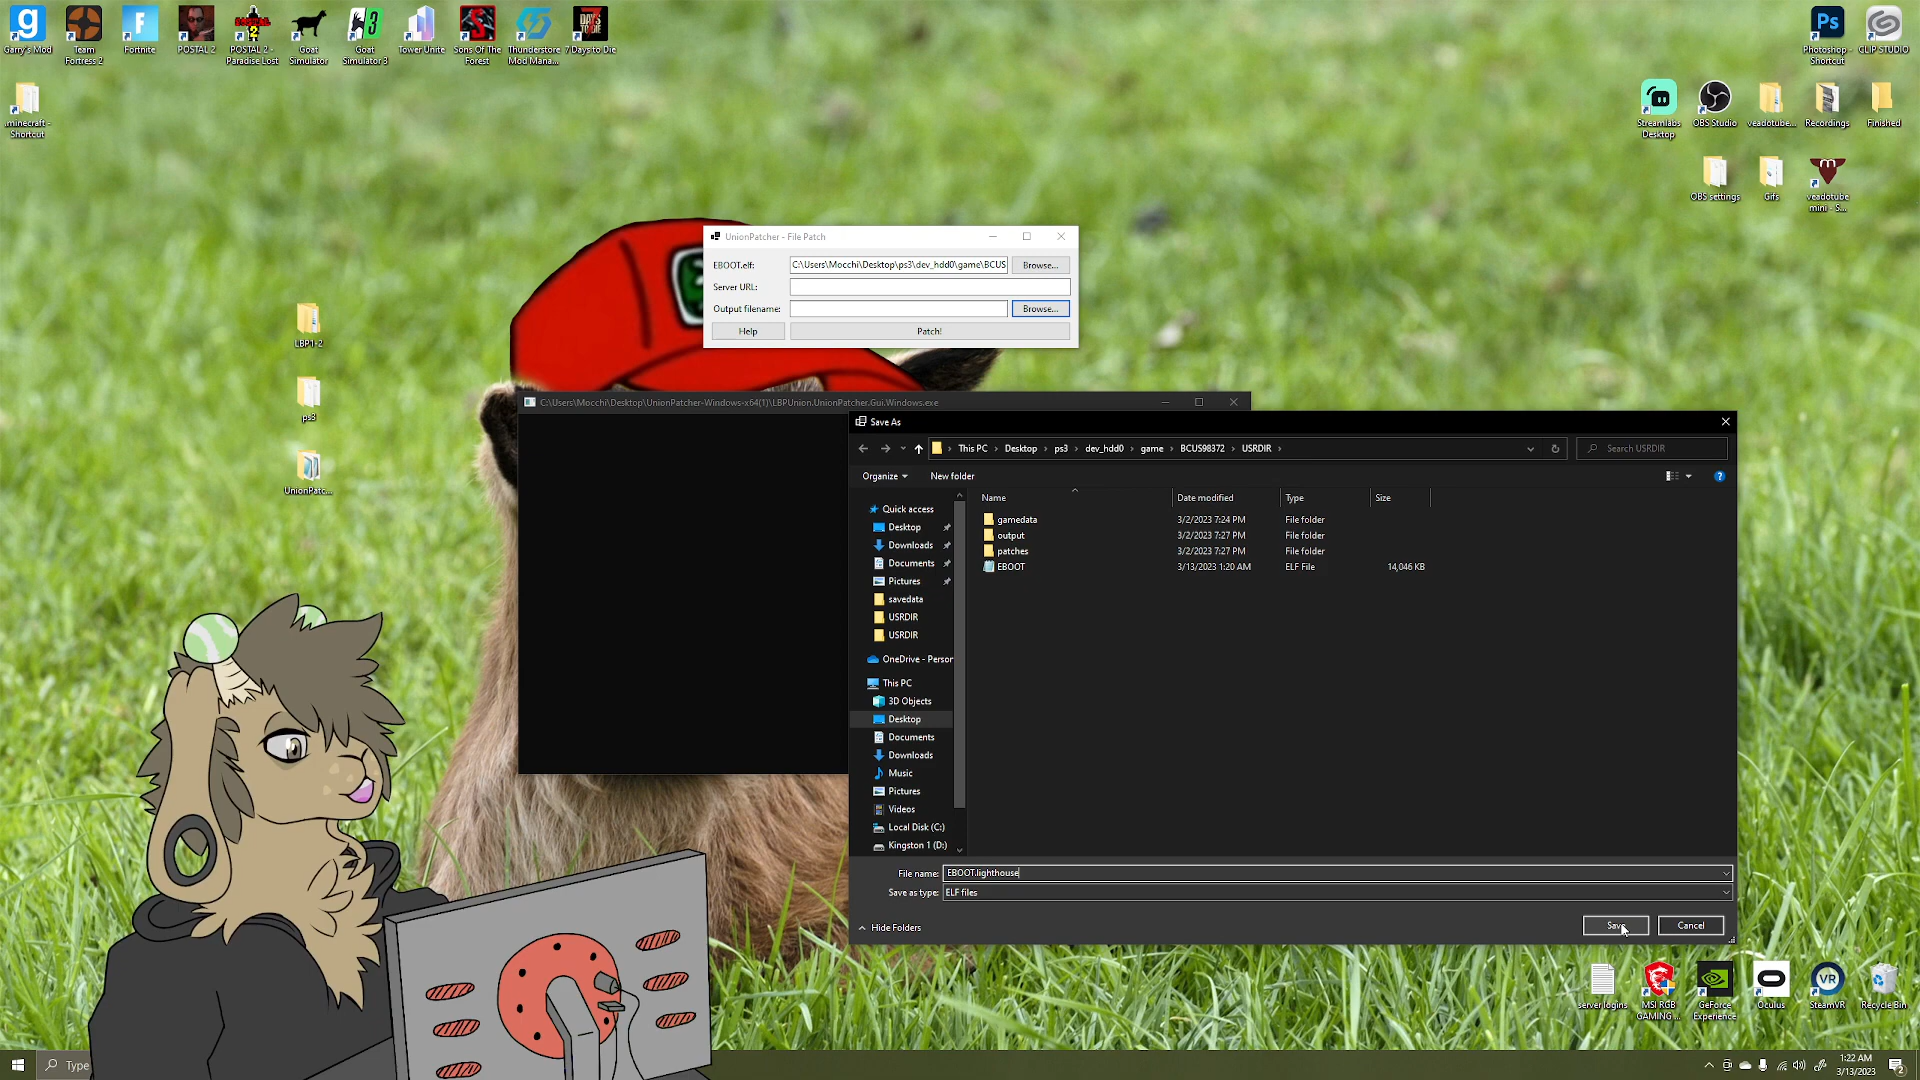 Garry's Mod
Team Fortress 2
Fortnite
POSTAL 2
POSTAL 2 - Paradise Lost
Goat Simulator
Goat Simulator 3
Tower Unite
Sons Of The Forest
Thunderstore Mod Mana...
7 Days to Die
Ps
Photoshop - Shortcut
CLIP STUDIO
.minecraft - Shortcut
Streamlabs Desktop
OBS Studio
veadotube...
Recordings
Finished
OBS settings
Gifs
veadotube mini - S...
LBP1-2
ps3
UnionPatc...
UnionPatcher - File Patch
EBOOT.elf:
C:\Users\Mocchi\Desktop\ps3\dev_hdd0\game\BCUS
Browse...
Server URL:
Output filename:
Browse...
Help
Patch!
C:\Users\Mocchi\Desktop\UnionPatcher-Windows-x64(1)\LBPUnion.UnionPatcher.Gui.Windows.exe
Save As
This PC
Desktop
ps3
dev_hdd0
game
BCUS98372
USRDIR
Search USRDIR
Organize
New folder
Name Date modified Type Size
gamedata 3/2/2023 7:24 PM File folder
output 3/2/2023 7:27 PM File folder
patches 3/2/2023 7:27 PM File folder
EBOOT 3/13/2023 1:20 AM ELF File 14,046 KB
Quick access
Desktop
Downloads
Documents
Pictures
savedata
USRDIR
USRDIR
OneDrive - Person
This PC
3D Objects
Desktop
Documents
Downloads
Music
Pictures
Videos
Local Disk (C:)
Kingston 1 (D:)
File name: EBOOT.lighthouse
Save as type: ELF files
Hide Folders
Save
Cancel
server logins
MSI RGB GAMING ...
GeForce Experience
Oculus
SteamVR
Recycle Bin
Type
1:22 AM
3/13/2023
2